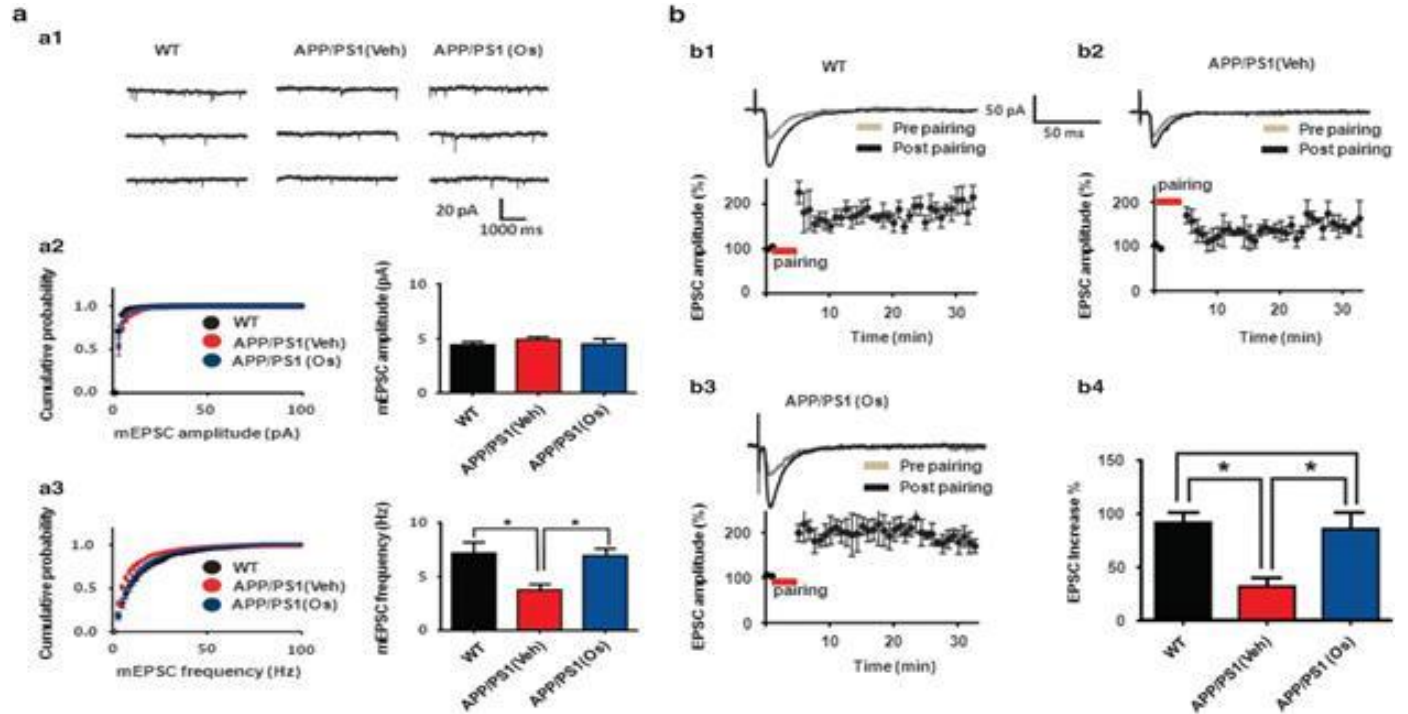 a
a1
WT
APP/PS1(Veh)
APP/PS1 (Os)
20 pA
1000 ms
a2
Cumulative probability
1.0
0.5
0.0
WT
APP/PS1(Veh)
APP/PS1 (Os)
50
100
mEPSC amplitude (pA)
mEPSC amplitude (pA)
10
5
0
WT
APP/PS1(Veh)
APP/PS1(Os)
a3
Cumulative probability
1.0
0.5
0.0
WT
APP/PS1(Veh)
APP/PS1(Os)
0
50
100
mEPSC frequency (Hz)
mEPSC frequency (Hz)
10
5
0
*
*
WT
APP/PS1(Veh)
APP/PS1(Os)
b
b1
WT
50 pA
50 ms
Pre pairing
Post pairing
EPSC amplitude (%)
200
100
0
pairing
10
20
30
Time (min)
b2
APP/PS1(Veh)
Pre pairing
Post pairing
EPSC amplitude (%)
200
100
0
pairing
10
20
30
Time (min)
b3
APP/PS1 (Os)
Pre pairing
Post pairing
EPSC amplitude (%)
200
100
0
pairing
10
20
30
Time (min)
b4
EPSC Increase %
150
100
50
0
*
*
WT
APP/PS1(Veh)
APP/PS1 (Os)